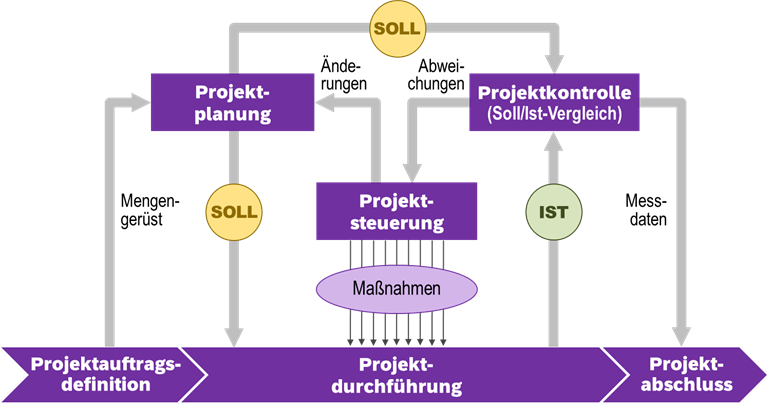 SOLL
Ände-
rungen
Abwei-
chungen
Projekt-
planung
Projektkontrolle
(Soll/Ist-Vergleich)
Mengen-
gerüst
SOLL
Projekt-
steuerung
IST
Mess-
daten
Maßnahmen
Projektauftrags-
definition
Projekt-
durchführung
Projekt-
abschluss